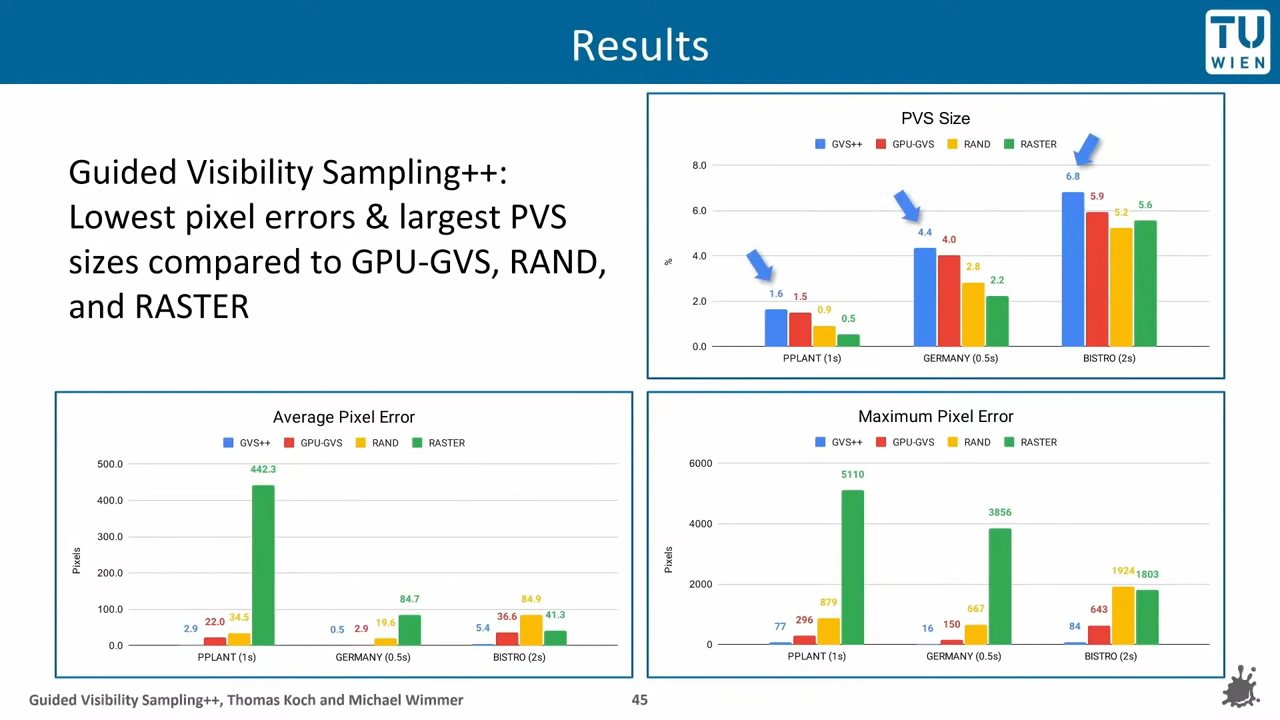 Results
TU
WIEN
Guided Visibility Sampling++:
Lowest pixel errors & largest PVS
sizes compared to GPU-GVS, RAND,
and RASTER
PVS Size
GVS++ GPU-GVS RAND RASTER
8.0
6.0
4.0
2.0
0.0
%
1.6 1.5 0.9 0.5
4.4 4.0 2.8 2.2
6.8 5.9 5.2 5.6
PPLANT (1s) GERMANY (0.5s) BISTRO (2s)
Average Pixel Error
GVS++ GPU-GVS RAND RASTER
500.0
400.0
300.0
200.0
100.0
0.0
Pixels
2.9 22.0 34.5 442.3
0.5 2.9 19.6 84.7
5.4 36.6 84.9 41.3
PPLANT (1s) GERMANY (0.5s) BISTRO (2s)
Maximum Pixel Error
GVS++ GPU-GVS RAND RASTER
6000
4000
2000
0
Pixels
77 296 879 5110
16 150 667 3856
84 643 1924 1803
PPLANT (1s) GERMANY (0.5s) BISTRO (2s)
Guided Visibility Sampling++, Thomas Koch and Michael Wimmer
45